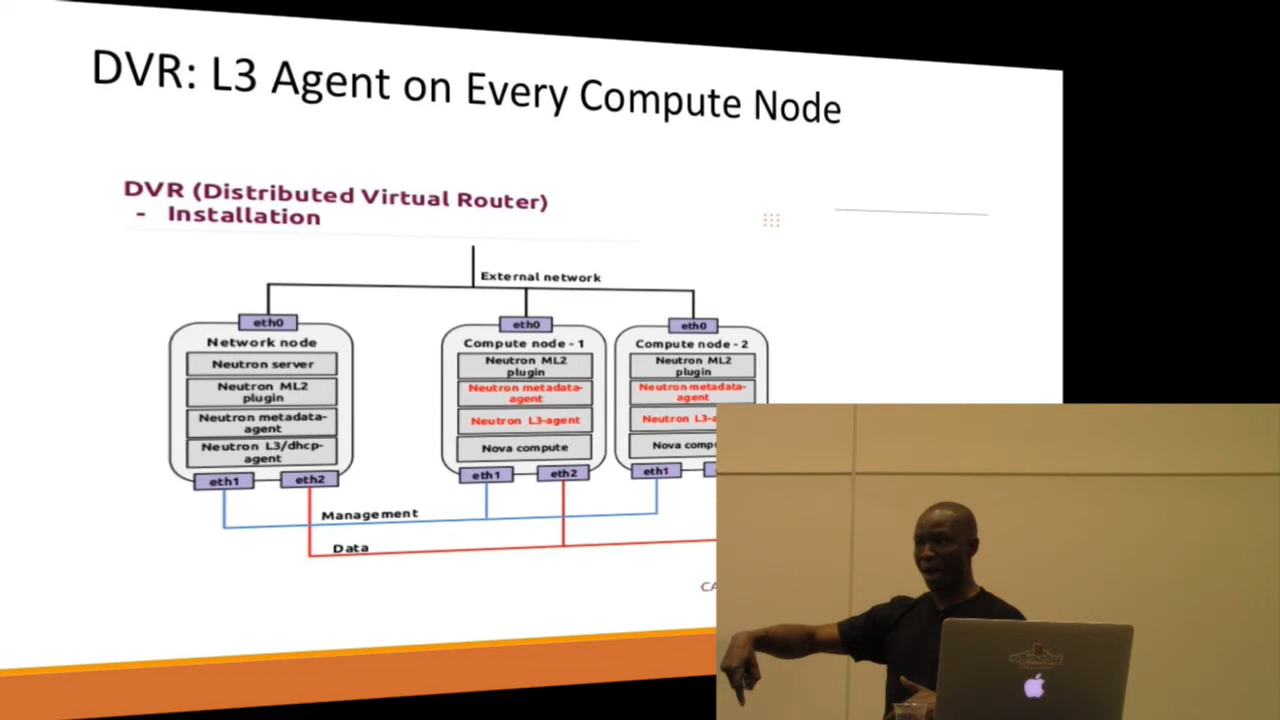 DVR: L3 Agent on Every Compute Node
DVR (Distributed Virtual Router)
- Installation
External network
eth0
eth0
eth0
Network node
Neutron server
Neutron ML2
plugin
Neutron metadata-
agent
Neutron L3/dhcp-
agent
eth1
eth2
Compute node - 1
Neutron ML2
plugin
Neutron metadata-
agent
Neutron L3-agent
Nova compute
eth1
eth2
Compute node - 2
Neutron ML2
plugin
Neutron metadata-
agent
Neutron L3-a
Nova compu
eth1
Management
Data
CA